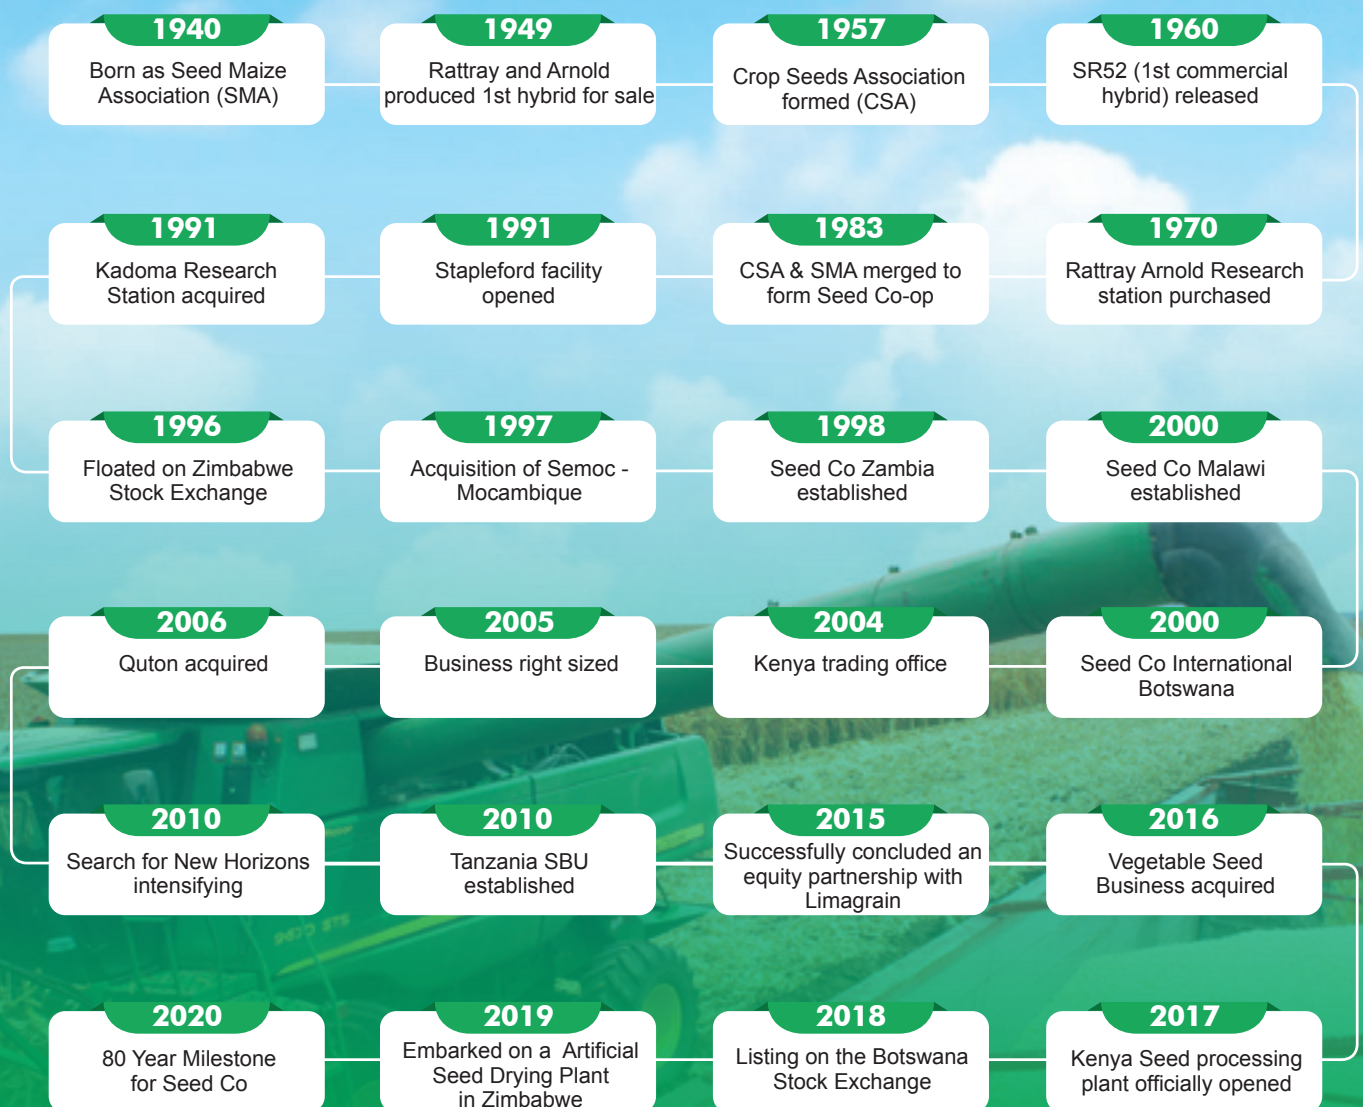 1940
Born as Seed Maize
Association (SMA)
1949
Rattray and Arnold
produced 1st hybrid for sale
1957
Crop Seeds Association
formed (CSA)
1960
SR52 (1st commercial
hybrid) released
1970
Rattray Arnold Research
station purchased
1983
CSA & SMA merged to
form Seed Co-op
1991
Stapleford facility
opened
1991
Kadoma Research
Station acquired
1996
Floated on Zimbabwe
Stock Exchange
1997
Acquisition of Semoc -
Mocambique
1998
Seed Co Zambia
established
2000
Seed Co Malawi
established
2000
Seed Co International
Botswana
2004
Kenya trading office
2005
Business right sized
2006
Quton acquired
2010
Search for New Horizons
intensifying
2010
Tanzania SBU
established
2015
Successfully concluded an
equity partnership with
Limagrain
2016
Vegetable Seed
Business acquired
2017
Kenya Seed processing
plant officially opened
2018
Listing on the Botswana
Stock Exchange
2019
Embarked on a Artificial
Seed Drying Plant
in Zimbabwe
2020
80 Year Milestone
for Seed Co